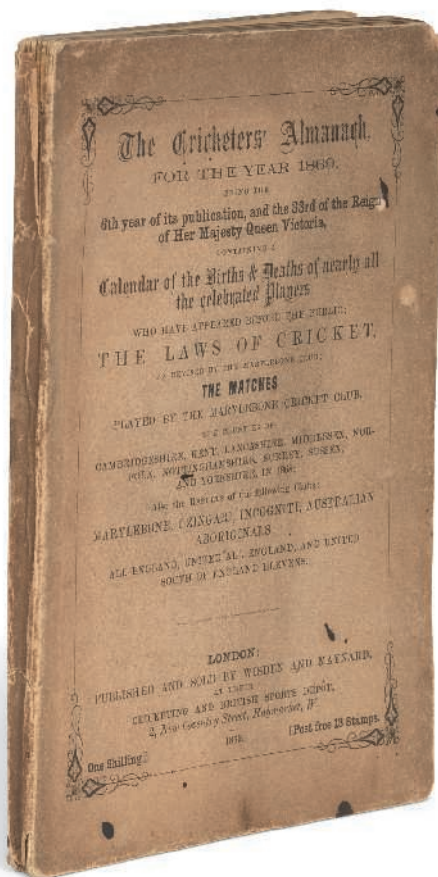 The Cricketers' Almanack,
FOR THE YEAR 1869,
BEING THE
6th year of its publication, and the 33rd of the Reign
of Her Majesty Queen Victoria,
CONTAINING A
Calendar of the Births & Deaths of nearly all
the celebrated Players
WHO HAVE APPEARED BEFORE THE PUBLIC;
THE LAWS OF CRICKET,
AS REVISED BY THE MARYLEBONE CLUB;
THE MATCHES
PLAYED BY THE MARYLEBONE CRICKET CLUB,
CAMBRIDGESHIRE, KENT, LANCASHIRE, MIDDLESEX, NOR-
FOLK, NOTTINGHAMSHIRE, SURREY, SUSSEX,
AND YORKSHIRE, IN 1868;
Also the Results of the following Clubs:
MARYLEBONE, I ZINGARI, INCOGNITI, AUSTRALIAN
ABORIGINALS
ALL ENGLAND, UNITED ALL ENGLAND, AND UNITED
SOUTH OF ENGLAND ELEVENS.
LONDON:
PUBLISHED AND SOLD BY WISDEN AND MAYNARD,
AT THEIR
CRICKETING AND BRITISH SPORTS DEPÔT,
2, New Coventry Street, Haymarket, W.
1869.
One Shilling.]
[Post free 13 Stamps.